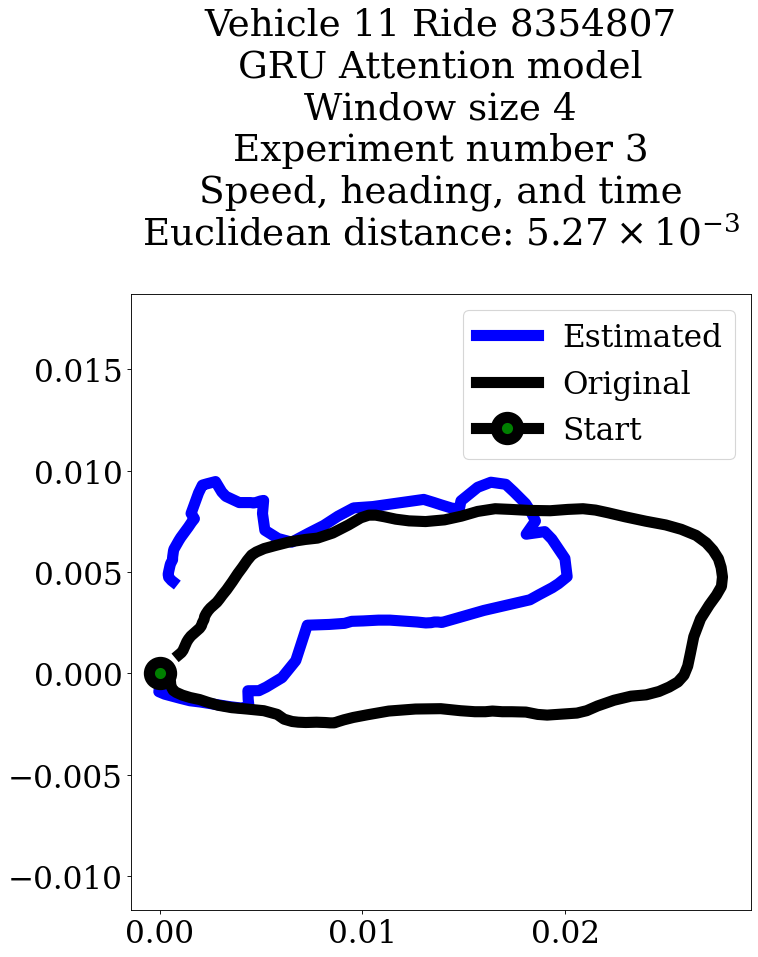 Vehicle 11 Ride 8354807
GRU Attention model
Window size 4
Experiment number 3
Speed, heading, and time
Euclidean distance: 5.27 × 10⁻³
Estimated
Original
Start
0.015
0.010
0.005
0.000
−0.005
−0.010
0.00 0.01 0.02